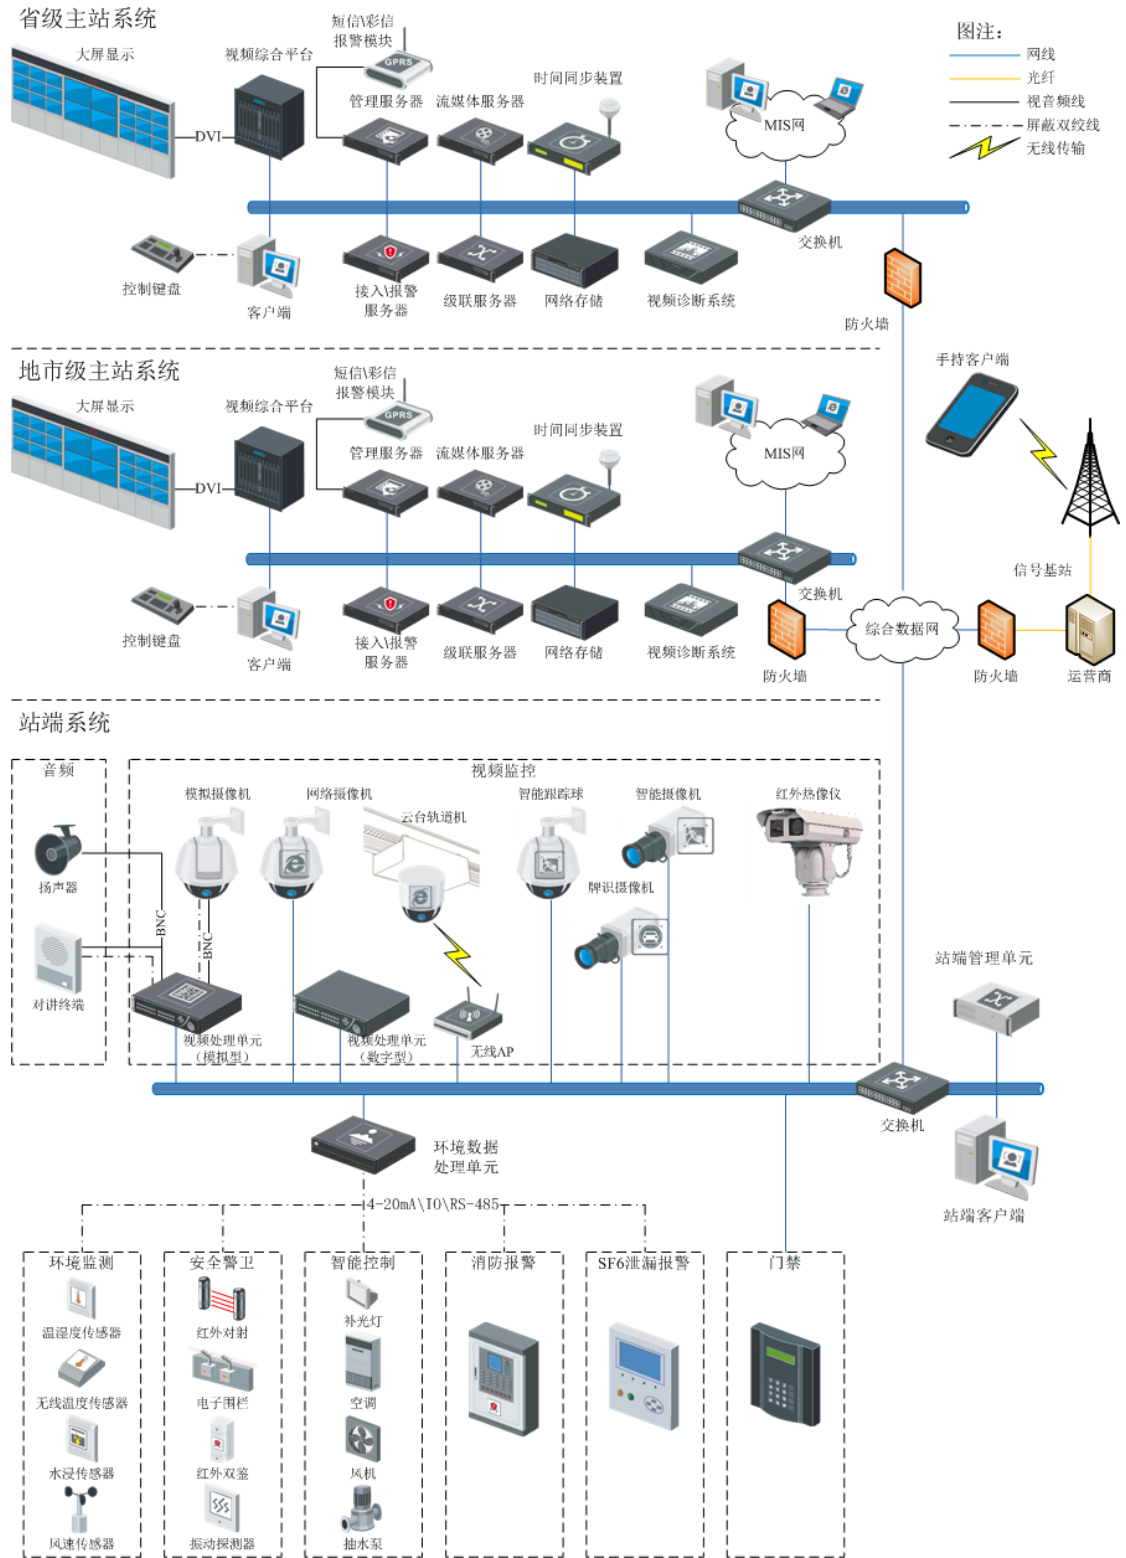 省级主站系统
大屏显示
视频综合平台
短信\彩信
报警模块
GPRS
管理服务器
流媒体服务器
时间同步装置
DVI
MIS网
图注：
网线
光纤
视音频线
屏蔽双绞线
无线传输
交换机
控制键盘
客户端
接入\报警
服务器
级联服务器
网络存储
视频诊断系统
防火墙
地市级主站系统
大屏显示
视频综合平台
短信\彩信
报警模块
GPRS
管理服务器
流媒体服务器
时间同步装置
DVI
MIS网
手持客户端
信号基站
交换机
控制键盘
客户端
接入\报警
服务器
级联服务器
网络存储
视频诊断系统
防火墙
综合数据网
防火墙
运营商
站端系统
音频
扬声器
对讲终端
BNC
BNC
视频监控
模拟摄像机
网络摄像机
云台轨道机
智能跟踪球
智能摄像机
红外热像仪
牌识摄像机
视频处理单元
（模拟型）
视频处理单元
（数字型）
无线AP
站端管理单元
交换机
站端客户端
环境数据
处理单元
4-20mA\IO\RS-485
环境监测
温湿度传感器
无线温度传感器
水浸传感器
风速传感器
安全警卫
红外对射
电子围栏
红外双鉴
振动探测器
智能控制
补光灯
空调
风机
抽水泵
消防报警
SF6泄漏报警
门禁